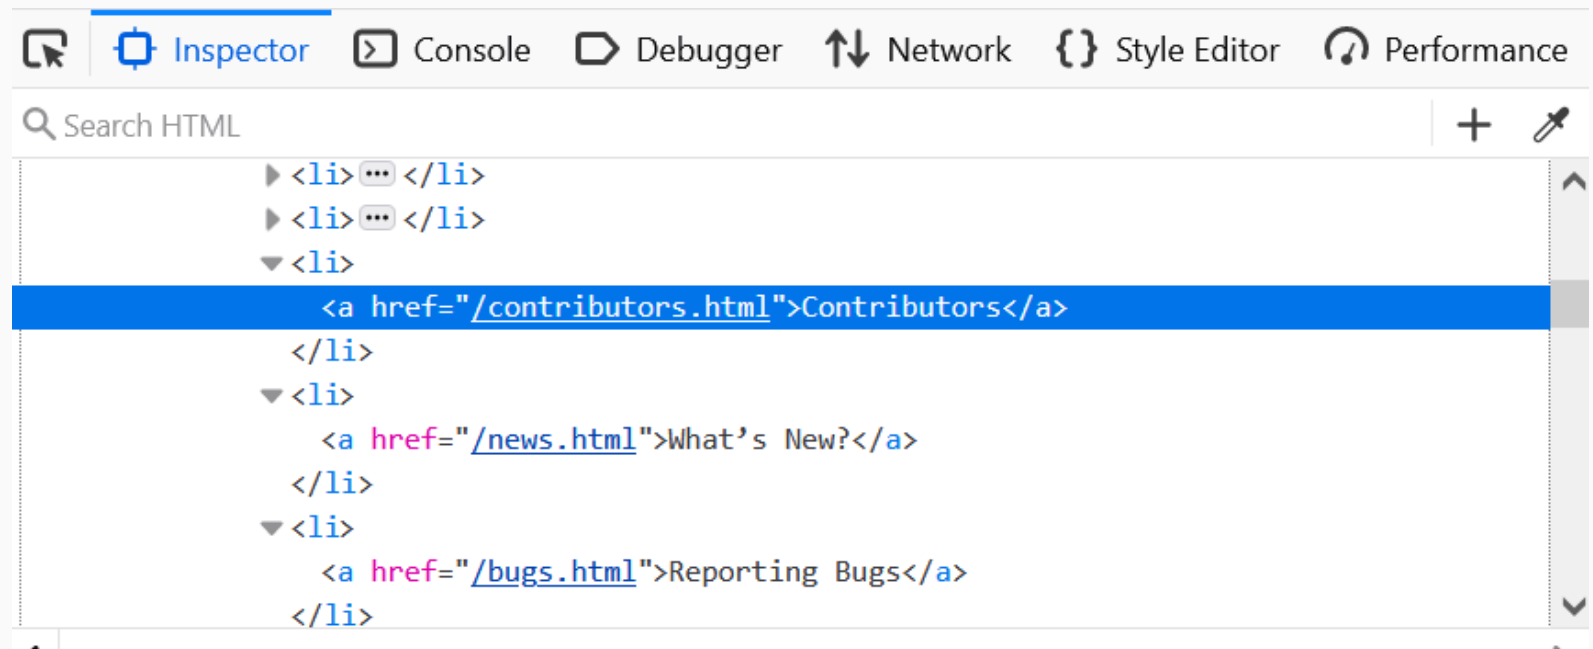 Inspector Console Debugger Network {} Style Editor Performance
Search HTML
<li>···</li>
<li>···</li>
<li>
<a href="/contributors.html">Contributors</a>
</li>
<li>
<a href="/news.html">What’s New?</a>
</li>
<li>
<a href="/bugs.html">Reporting Bugs</a>
</li>